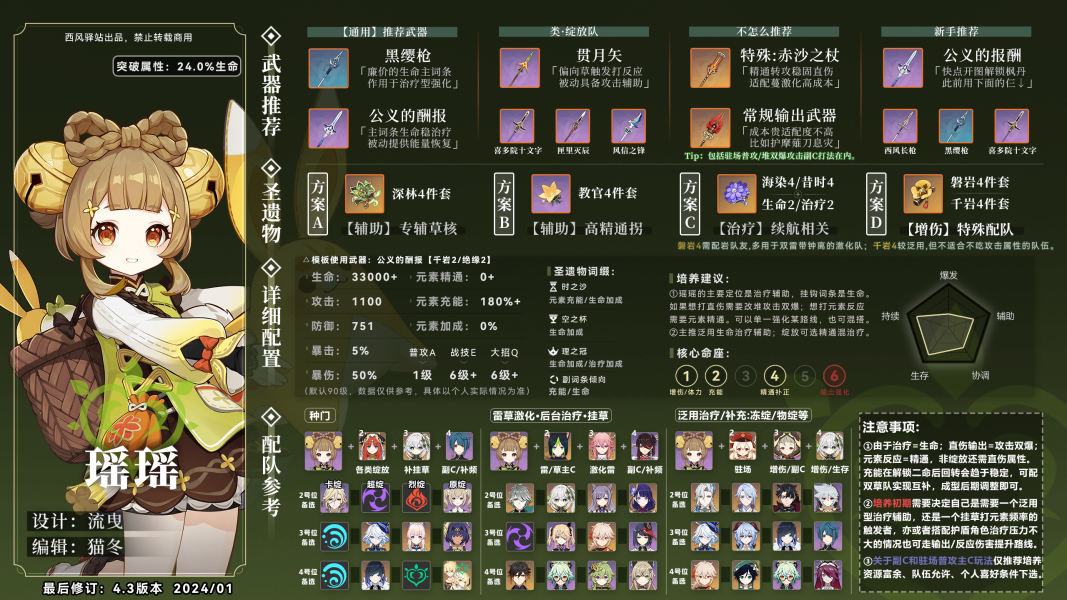 西风驿站出品，禁止转载商用
突破属性：24.0%生命
瑶瑶
设计：流曳
编辑：猫冬
最后修订：4.3版本 2024/01
武器推荐
【通用】推荐武器
黑缨枪
「廉价的生命主词条
作用于治疗型强化」
公义的酬报
「主词条生命稳治疗
被动提供能量恢复」
类·绽放队
贯月矢
「偏向草触发打反应
被动具备攻击辅助」
喜多院十文字
匣里灭辰
风信之锋
不怎么推荐
特殊:赤沙之杖
「精通转攻稳固直伤
适配蔓激化高成本」
常规输出武器
「成本贵适配度不高
比如护摩薙刀息灾」
Tip：包括驻场普攻/堆双爆攻击副C打法在内。
新手推荐
公义的报酬
「快点开图解锁枫丹
此前用下面的仨↓」
西风长枪
黑缨枪
喜多院十文字
圣遗物
方案A
深林4件套
【辅助】专辅草核
方案B
教官4件套
【辅助】高精通拐
方案C
海染4/昔时4
生命2/治疗2
【治疗】续航相关
方案D
磐岩4件套
千岩4件套
【增伤】特殊配队
磐岩4需配岩队友,多用于双雷带钟离的激化队；千岩4较泛用,但不适合不吃攻击属性的队伍。
详细配置
△模板使用武器：公义的酬报【千岩2/绝缘2】
生命：33000+
元素精通：0+
攻击：1100
元素充能：180%+
防御：751
元素加成：0%
暴击：5%
普攻A 战技E 大招Q
暴伤：50%
1级 6级+ 6级+
（默认90级，数据仅供参考，具体以个人实际情况为准）
圣遗物词缀：
时之沙
元素充能/生命加成
空之杯
生命加成
理之冠
生命加成/治疗加成
副词条倾向
充能/生命
培养建议：
①瑶瑶的主要定位是治疗辅助，挂钩词条是生命。
如果想打直伤需要改堆攻击双爆；想打元素反应
需要元素精通。可以单一强化某路线，也可混搭。
②主推泛用生命治疗辅助；绽放可选精通混治疗。
核心命座：
1 2 3 4 5 6
增伤/体力 充能 精通补正 输出强化
爆发
辅助
协调
生存
持续
配队参考
种门
2 3 4
各类绽放 补挂草 副C/补频
2号位备选
卡绽 超绽 烈绽 原绽
3号位备选
4号位备选
雷草激化·后台治疗·挂草
2 3 4
雷/草主C 激化雷 副C/补频
2号位备选
3号位备选
4号位备选
泛用治疗/补充:冻绽/物绽等
2 3 4
驻场 增伤/副C 增伤/生存
2号位备选
3号位备选
4号位备选
注意事项：
①由于治疗=生命；直伤输出=攻击双爆；
元素反应=精通，非绽放还需直伤属性。
充能在解锁二命后回转会趋于稳定，可配
双草队实现互补，成型后期调整即可。
②培养初期需要决定自己是需要一个泛用
型治疗辅助，还是一个挂草打元素频率的
触发者，亦或者搭配护盾角色治疗压力不
大的情况也可击输出/反应伤害提升路线。
③关于副C和驻场普攻主C玩法仅推荐培养
资源富余、队伍允许、个人喜好条件下选。